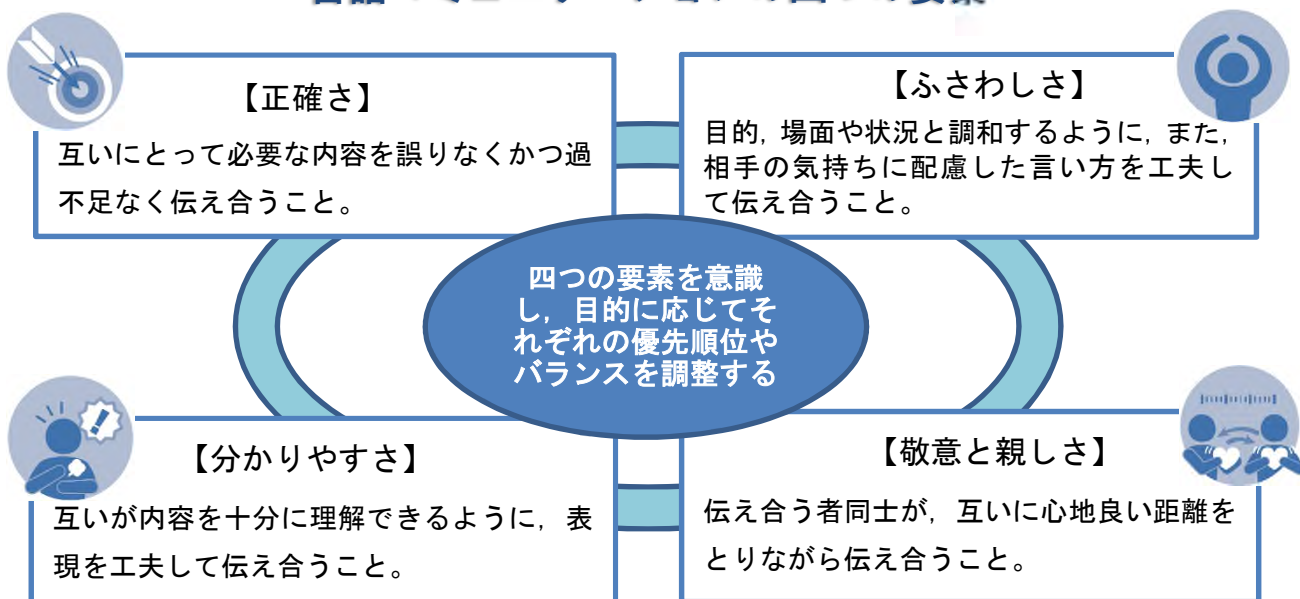 【正確さ】
互いにとって必要な内容を誤りなくかつ過
不足なく伝え合うこと。
【ふさわしさ】
目的，場面や状況と調和するように，また，
相手の気持ちに配慮した言い方を工夫し
て伝え合うこと。
四つの要素を意識
し，目的に応じてそ
れぞれの優先順位や
バランスを調整する
【分かりやすさ】
互いが内容を十分に理解できるように，表
現を工夫して伝え合うこと。
【敬意と親しさ】
伝え合う者同士が，互いに心地良い距離を
とりながら伝え合うこと。